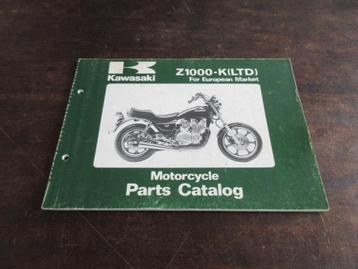 Kawasaki
Z1000-K(LTD)
For European Market
Motorcycle
Parts Catalog